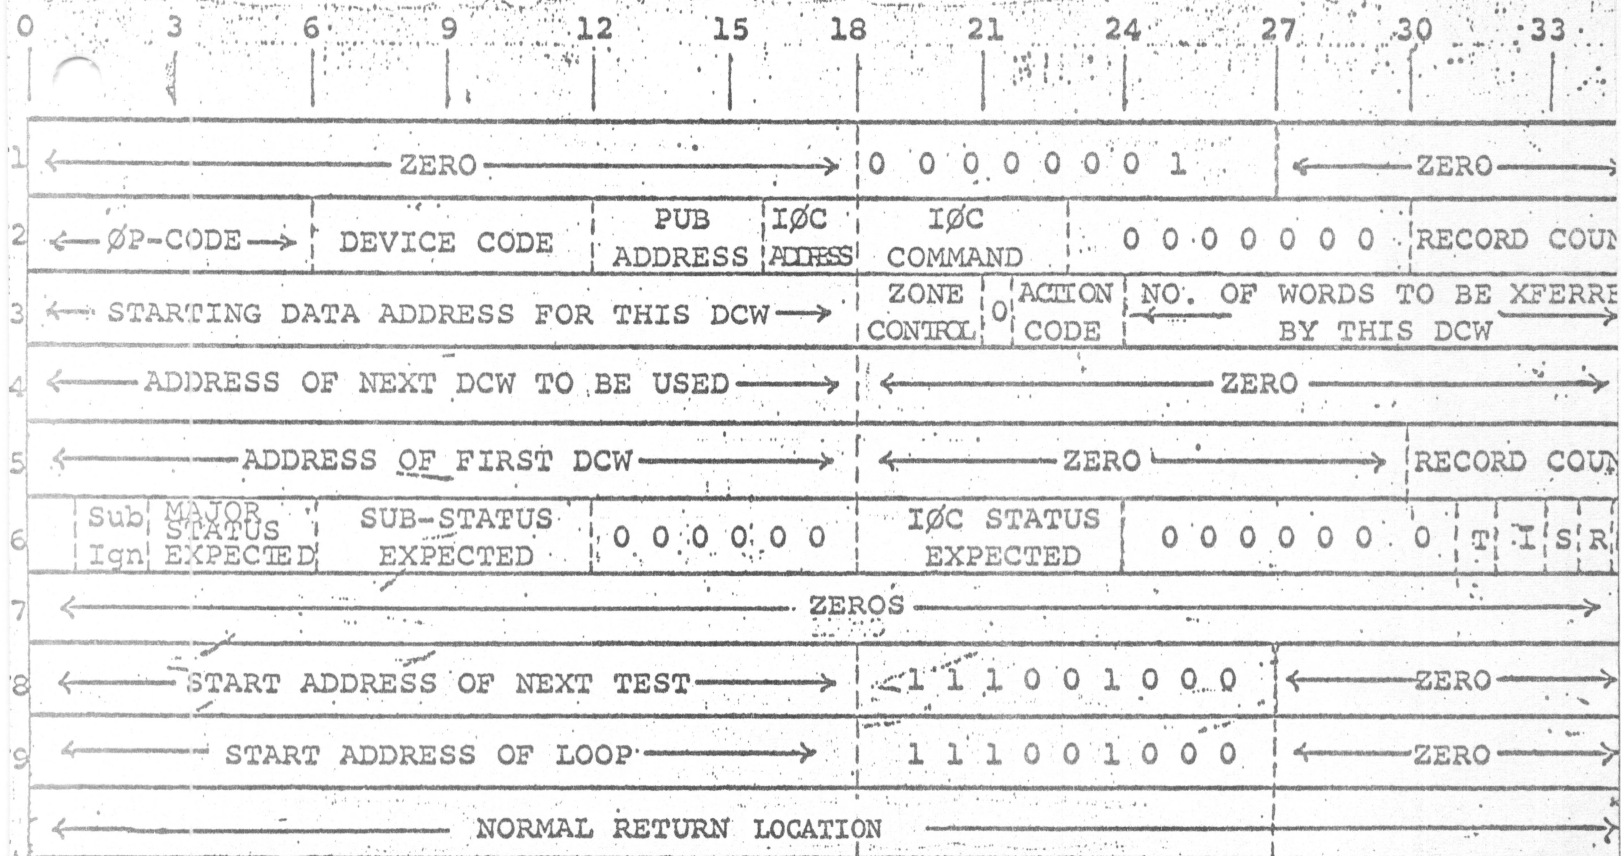 0 3 6 9 12 15 18 21 24 27 30 33
1 ZERO 0 0 0 0 0 0 0 1 ZERO
PUB IØC IØC
2 ØP-CODE DEVICE CODE 0 0 0 0 0 0 0 RECORD COUN
ADDRESS ADDRESS COMMAND
ZONE ACTION NO. OF WORDS TO BE XFERRE
3 STARTING DATA ADDRESS FOR THIS DCW 0
CONTROL CODE BY THIS DCW
4 ADDRESS OF NEXT DCW TO BE USED ZERO
5 ADDRESS OF FIRST DCW ZERO RECORD COUN
Sub MAJOR SUB-STATUS IØC STATUS
STATUS
6 0 0 0 0 0 0 0 0 0 0 0 0 0 T I S R
Ign EXPECTED EXPECTED EXPECTED
7 ZEROS
8 START ADDRESS OF NEXT TEST 1 1 1 0 0 1 0 0 0 ZERO
9 START ADDRESS OF LOOP 1 1 1 0 0 1 0 0 0 ZERO
NORMAL RETURN LOCATION